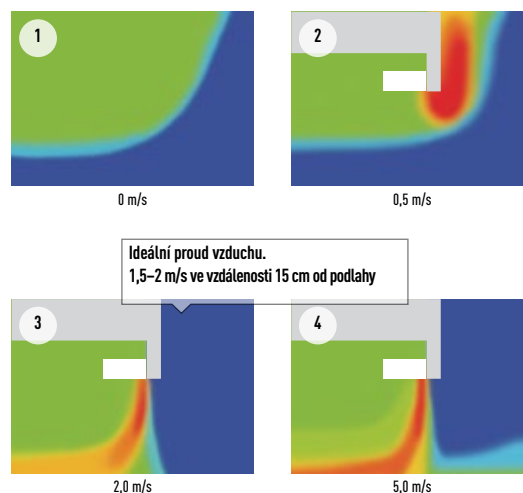 1
2
0 m/s
0,5 m/s
Ideální proud vzduchu.
1,5–2 m/s ve vzdálenosti 15 cm od podlahy
3
4
2,0 m/s
5,0 m/s